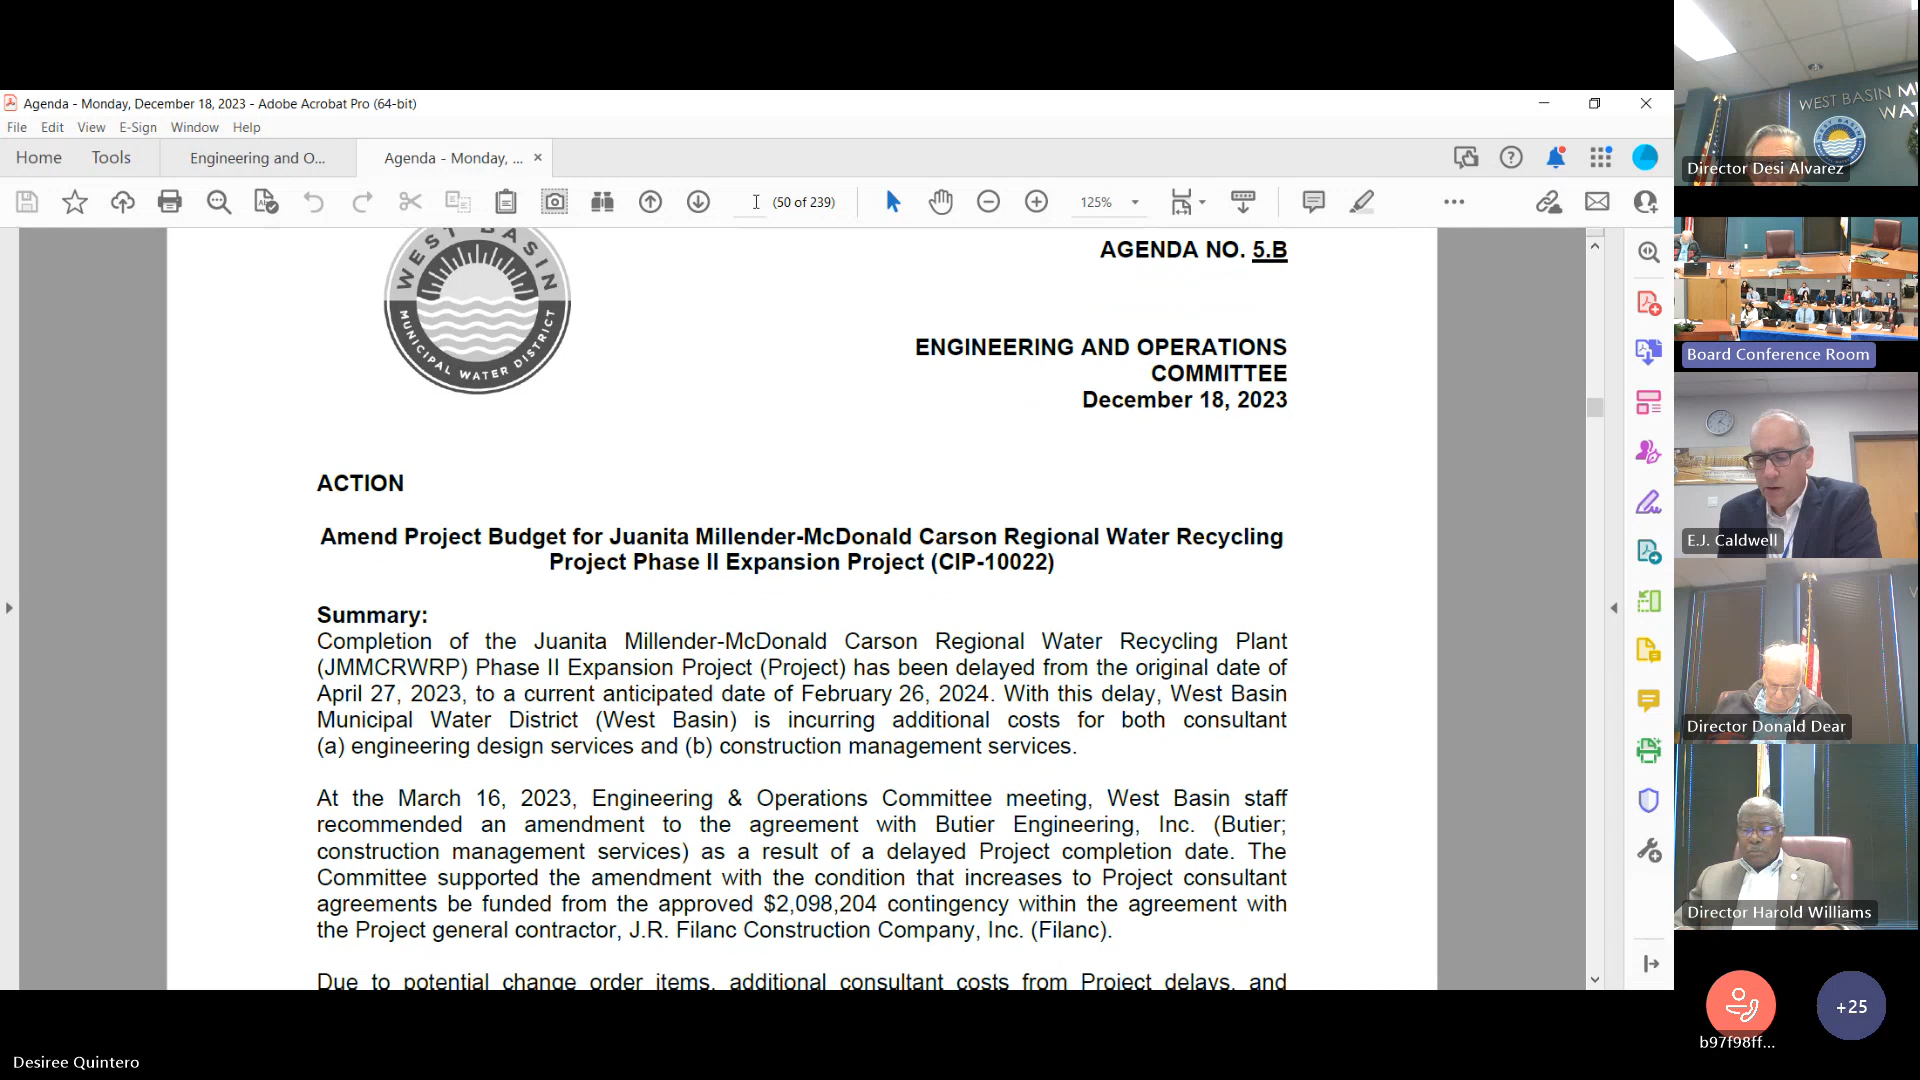 Agenda - Monday, December 18, 2023 - Adobe Acrobat Pro (64-bit)
File Edit View E-Sign Window Help
Home Tools Engineering and O... Agenda - Monday, ... ×
(50 of 239) 125%
WEST BASIN
MUNICIPAL WATER DISTRICT
AGENDA NO. 5.B
ENGINEERING AND OPERATIONS
COMMITTEE
December 18, 2023
ACTION
Amend Project Budget for Juanita Millender-McDonald Carson Regional Water Recycling
Project Phase II Expansion Project (CIP-10022)
Summary:
Completion of the Juanita Millender-McDonald Carson Regional Water Recycling Plant
(JMMCRWRP) Phase II Expansion Project (Project) has been delayed from the original date of
April 27, 2023, to a current anticipated date of February 26, 2024. With this delay, West Basin
Municipal Water District (West Basin) is incurring additional costs for both consultant
(a) engineering design services and (b) construction management services.
At the March 16, 2023, Engineering & Operations Committee meeting, West Basin staff
recommended an amendment to the agreement with Butier Engineering, Inc. (Butier;
construction management services) as a result of a delayed Project completion date. The
Committee supported the amendment with the condition that increases to Project consultant
agreements be funded from the approved $2,098,204 contingency within the agreement with
the Project general contractor, J.R. Filanc Construction Company, Inc. (Filanc).
Due to potential change order items, additional consultant costs from Project delays, and
WEST BASIN
Director Desi Alvarez
Board Conference Room
E.J. Caldwell
Director Donald Dear
Director Harold Williams
+25
b97f98ff...
Desiree Quintero